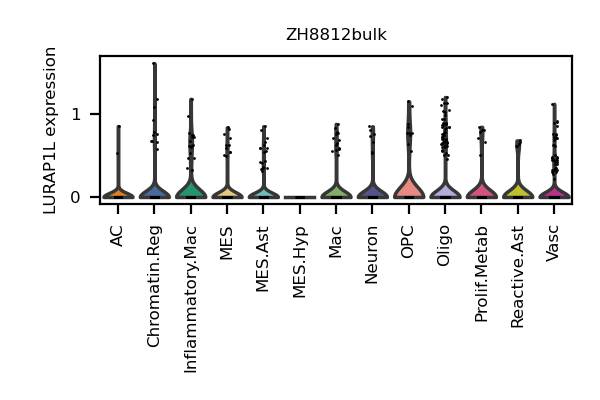 ZH8812bulk
LURAP1L expression
1
0
AC
Chromatin.Reg
Inflammatory.Mac
MES
MES.Ast
MES.Hyp
Mac
Neuron
OPC
Oligo
Prolif.Metab
Reactive.Ast
Vasc